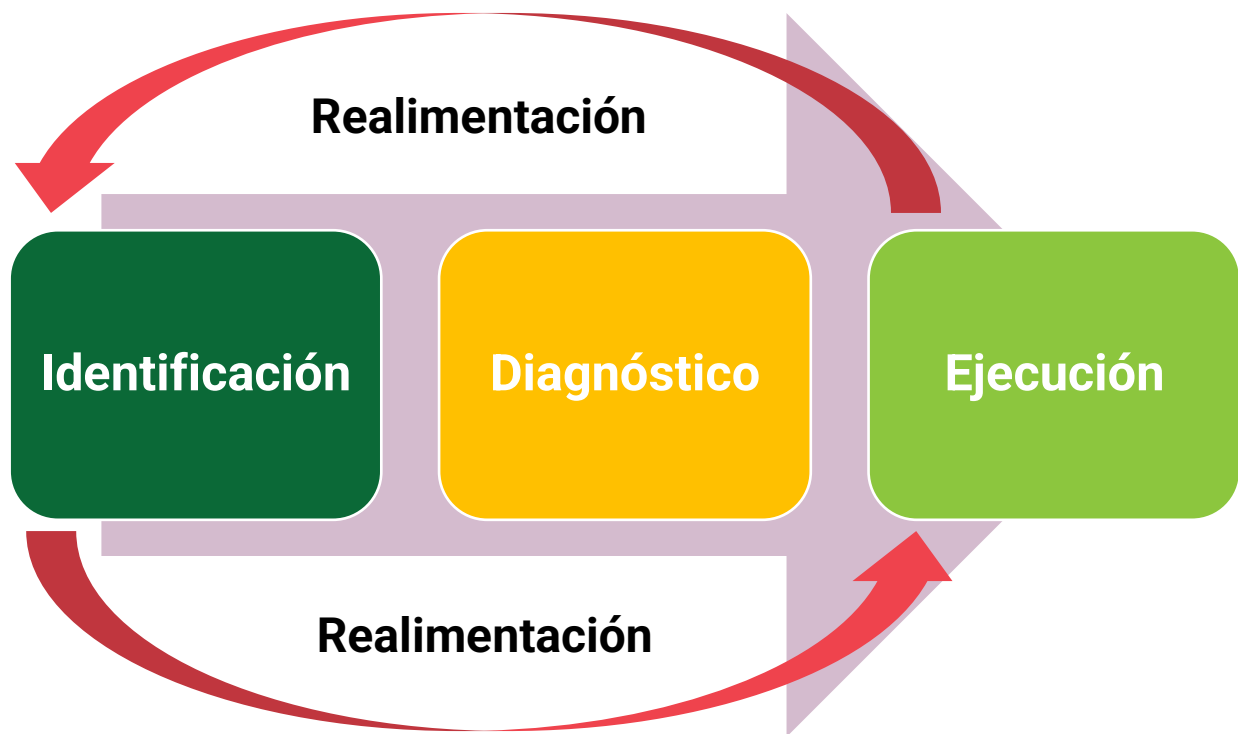 Realimentación
Identificación
Diagnóstico
Ejecución
Realimentación